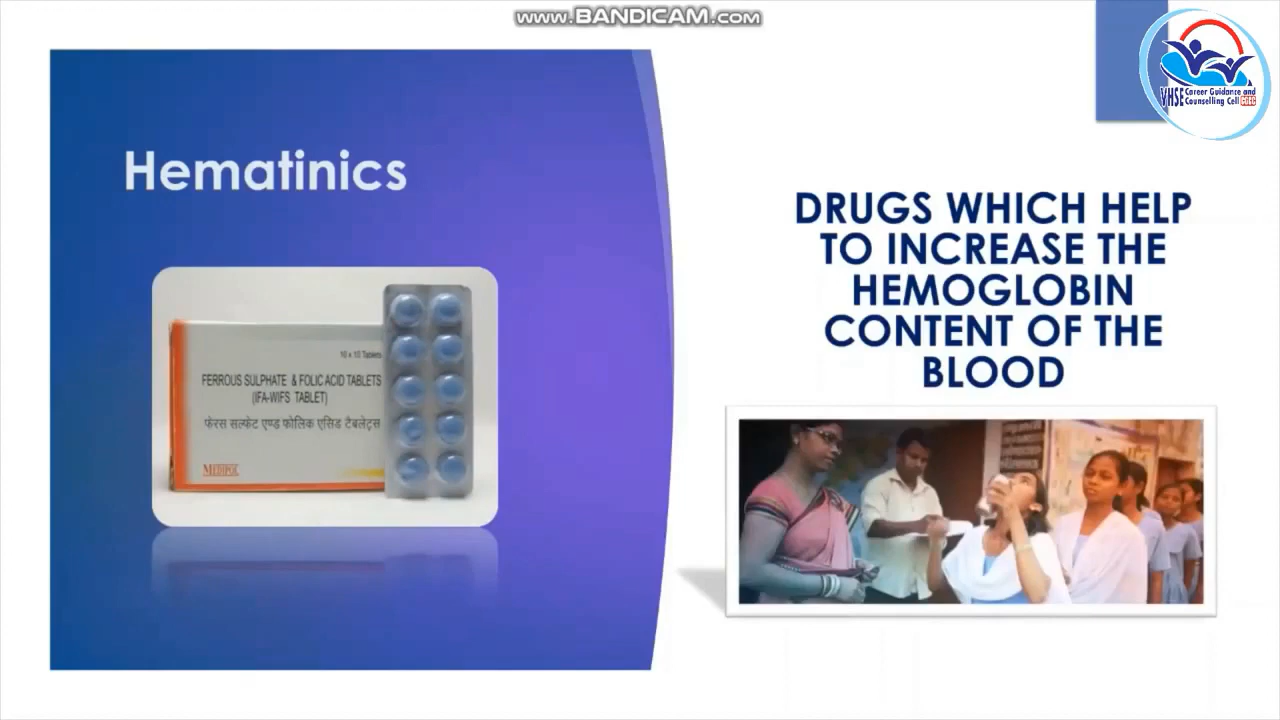 www.BANDICAM.com
VHSE Career Guidance and
Counselling Cell
Hematinics
10 x 10 Tablets
FERROUS SULPHATE & FOLIC ACID TABLETS
(IFA-WIFS TABLET)
फेरस सल्फेट एण्ड फोलिक एसिड टैबलेट्स
MEDIPOL
DRUGS WHICH HELP
TO INCREASE THE
HEMOGLOBIN
CONTENT OF THE
BLOOD